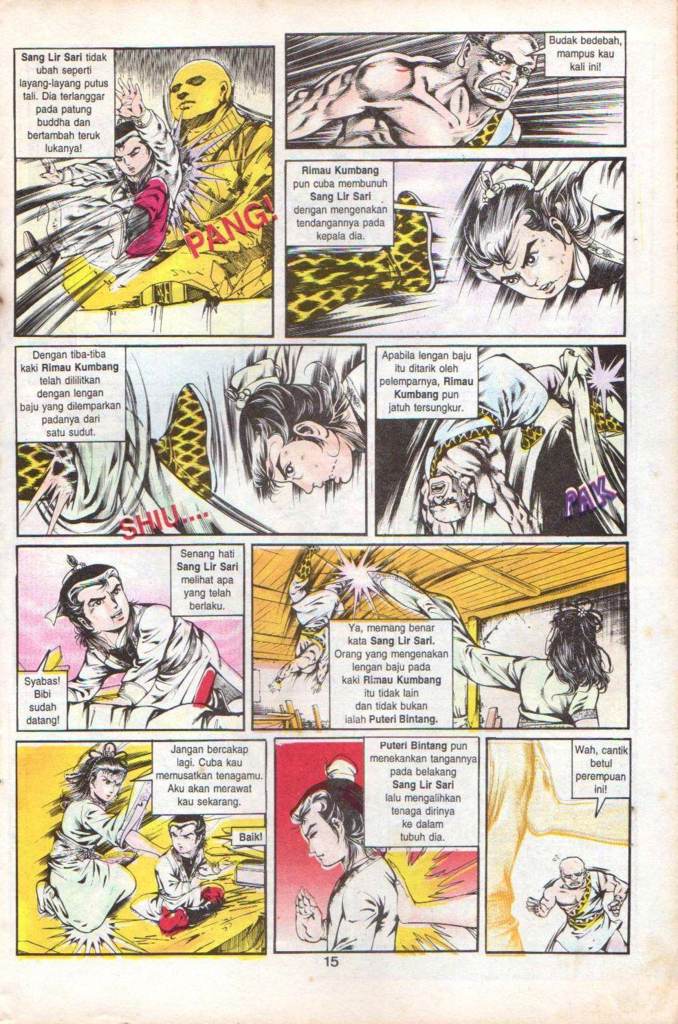 Sang Lir Sari tidak
ubah seperti
layang-layang putus
tali. Dia terlanggar
pada patung
buddha dan
bertambah teruk
lukanya!
PANG!
Budak bedebah,
mampus kau
kali ini!
Rimau Kumbang
pun cuba membunuh
Sang Lir Sari
dengan mengenakan
tendangannya pada
kepala dia.
Dengan tiba-tiba
kaki Rimau Kumbang
telah dililitkan
dengan lengan
baju yang dilemparkan
padanya dari
satu sudut.
SHIU....
Apabila lengan baju
itu ditarik oleh
pelemparnya, Rimau
Kumbang pun
jatuh tersungkur.
PAK
Senang hati
Sang Lir Sari
melihat apa
yang telah
berlaku.
Syabas!
Bibi
sudah
datang!
Ya, memang benar
kata Sang Lir Sari.
Orang yang mengenakan
lengan baju pada
kaki Rimau Kumbang
itu tidak lain
dan tidak bukan
ialah Puteri Bintang.
Jangan bercakap
lagi. Cuba kau
memusatkan tenagamu.
Aku akan merawat
kau sekarang.
Baik!
Puteri Bintang pun
menekankan tangannya
pada belakang
Sang Lir Sari
lalu mengalihkan
tenaga dirinya
ke dalam
tubuh dia.
Wah, cantik
betul
perempuan
ini!
15